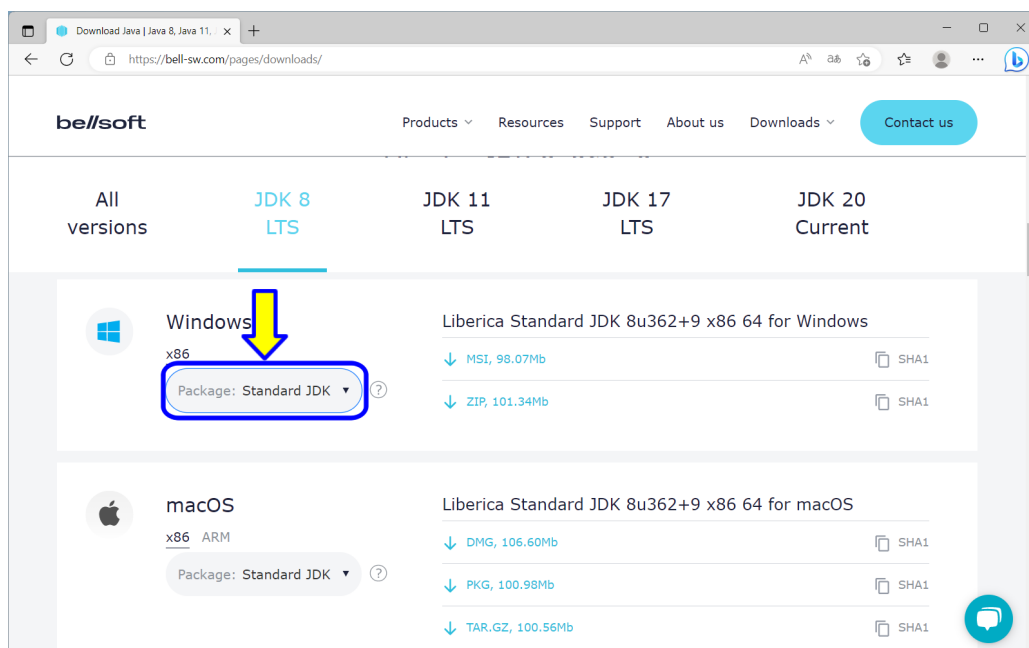 Download Java | Java 8, Java 11,
https://bell-sw.com/pages/downloads/
bellsoft
Products
Resources
Support
About us
Downloads
Contact us
All versions
JDK 8 LTS
JDK 11 LTS
JDK 17 LTS
JDK 20 Current
Windows
x86
Package: Standard JDK
?
Liberica Standard JDK 8u362+9 x86 64 for Windows
MSI, 98.07Mb
SHA1
ZIP, 101.34Mb
SHA1
macOS
x86 ARM
Package: Standard JDK
?
Liberica Standard JDK 8u362+9 x86 64 for macOS
DMG, 106.60Mb
SHA1
PKG, 100.98Mb
SHA1
TAR.GZ, 100.56Mb
SHA1